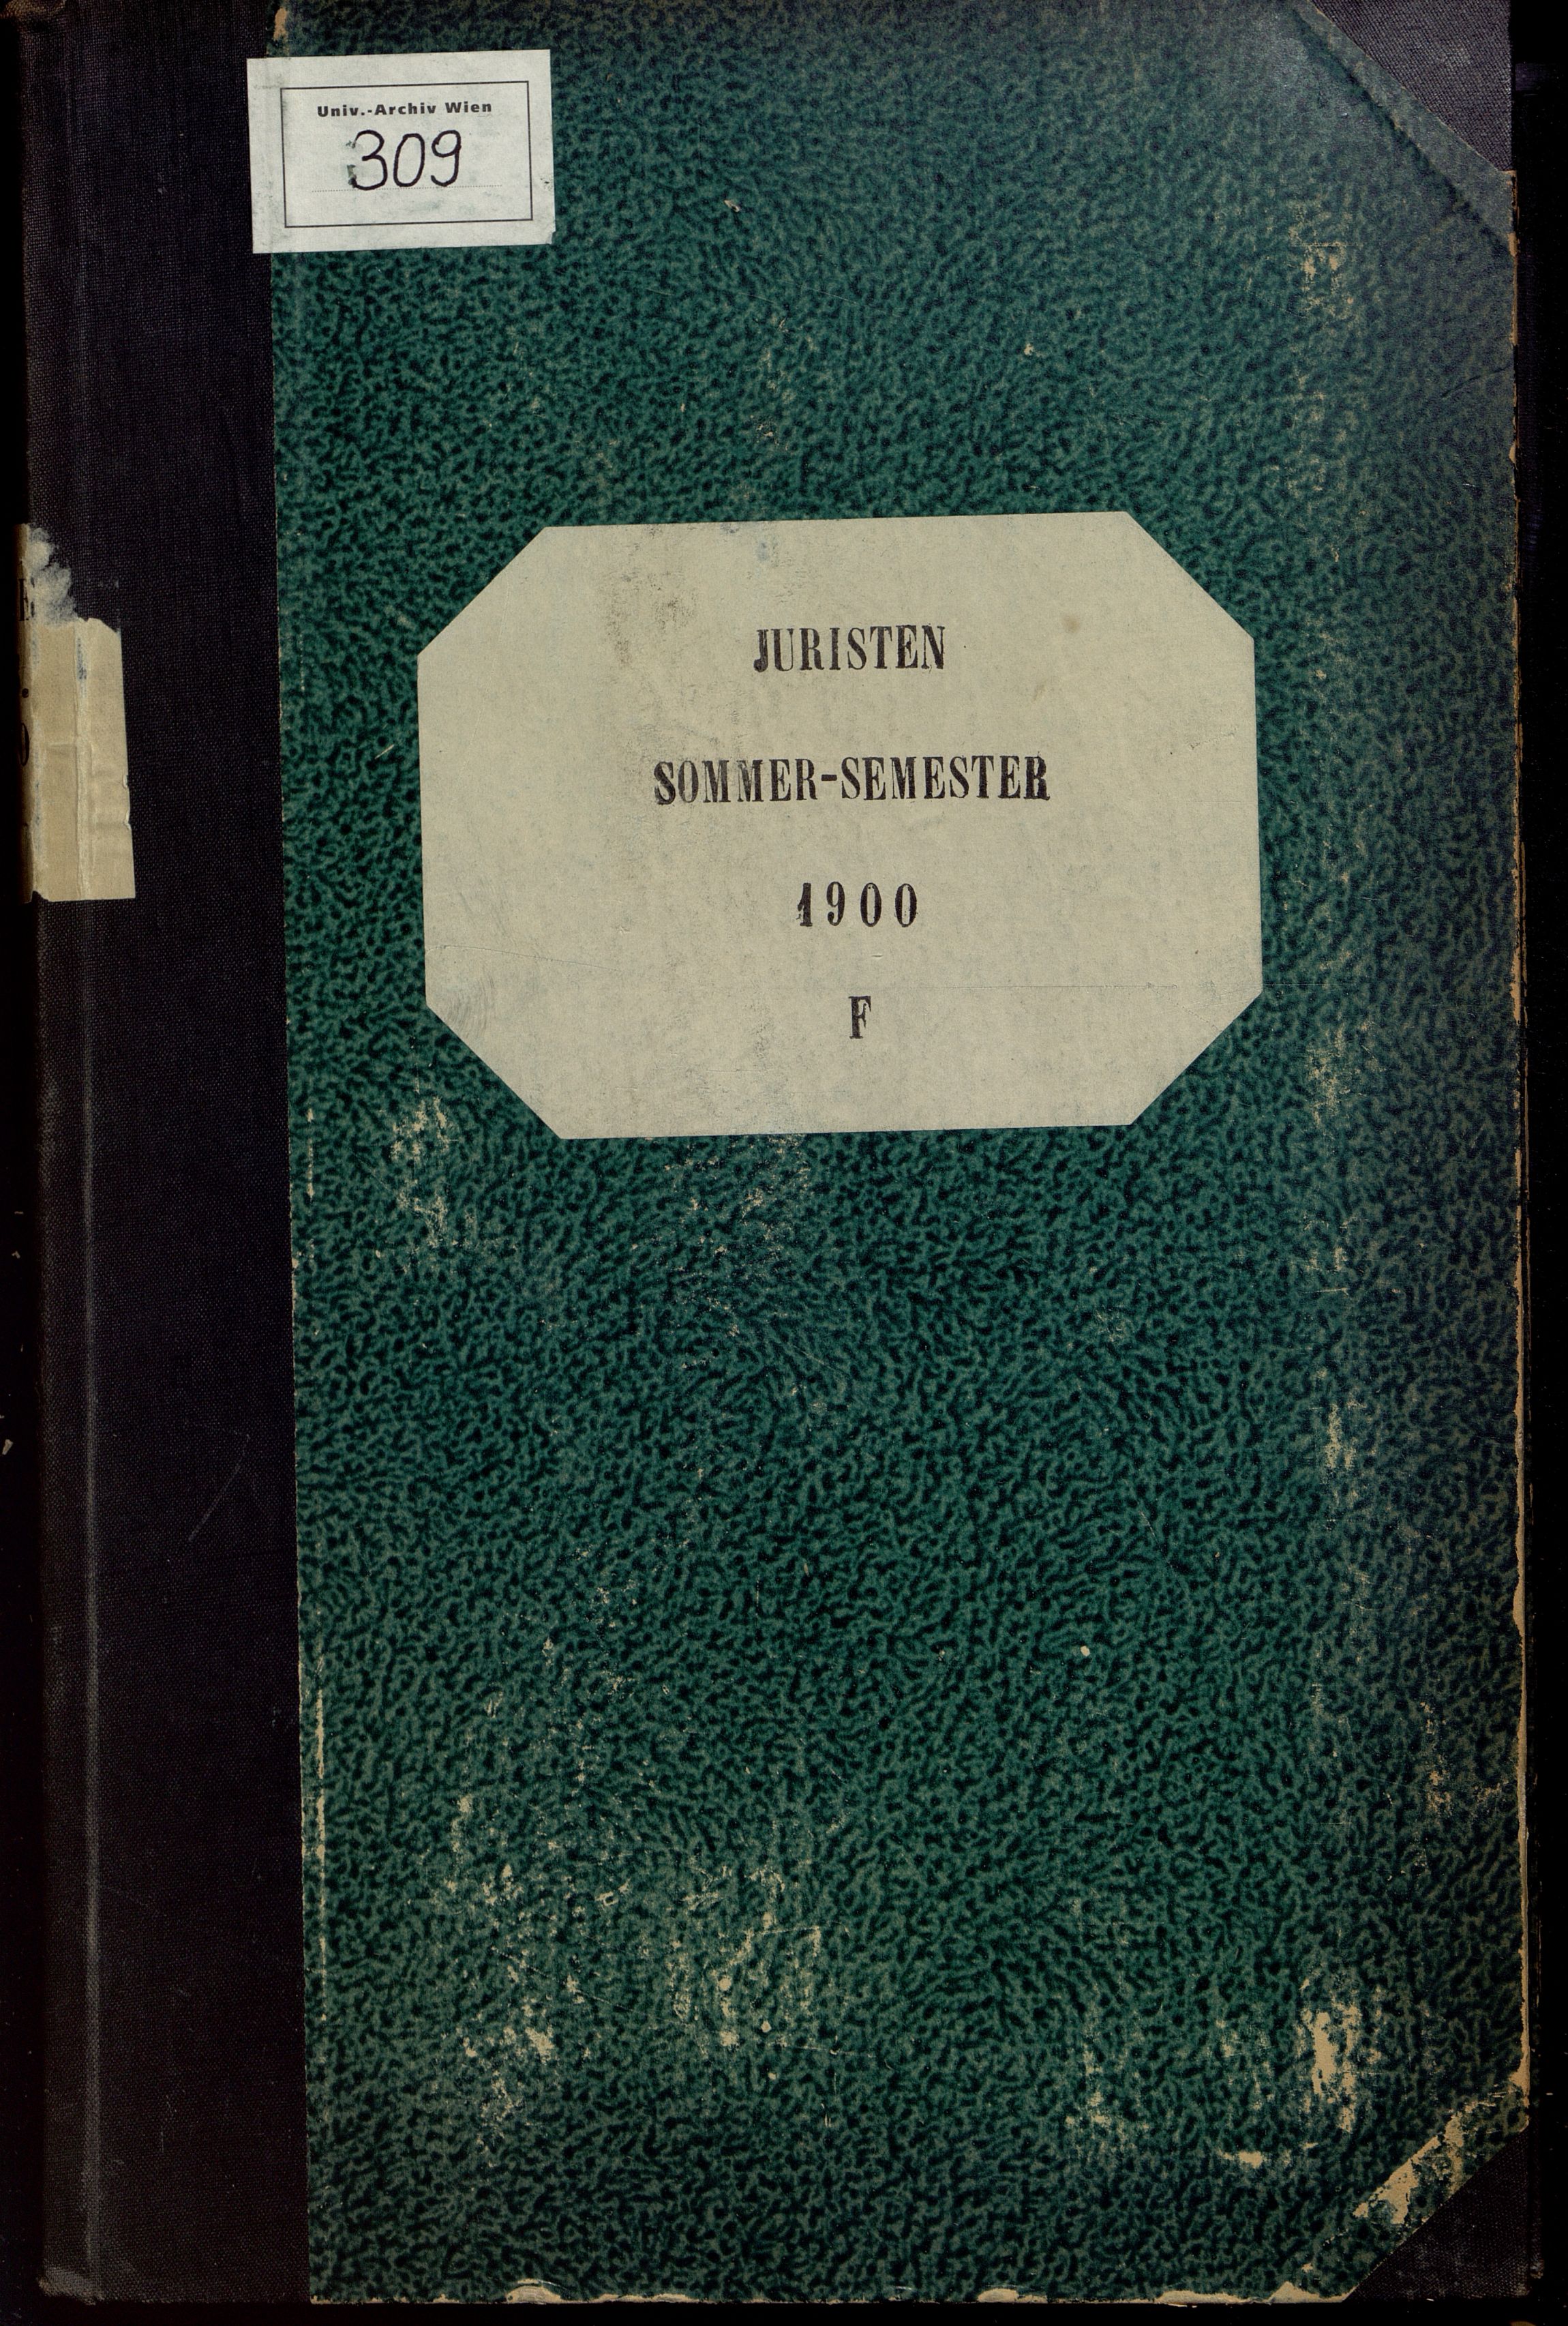 Univ.-Archiv Wien
309
JURISTEN
SOMMER-SEMESTER
1900
F